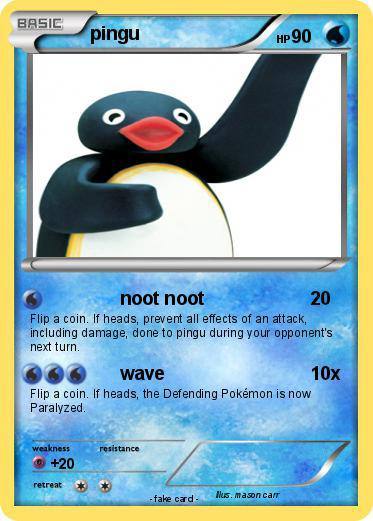 BASIC pingu HP90
noot noot 20
Flip a coin. If heads, prevent all effects of an attack,
including damage, done to pingu during your opponent's
next turn.
wave 10x
Flip a coin. If heads, the Defending Pokémon is now
Paralyzed.
weakness resistance
+20
retreat
- fake card - Illus. mason carr